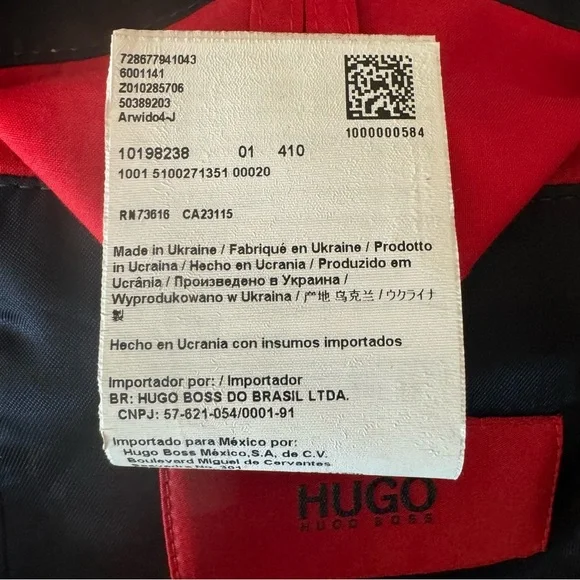 728677941043
6001141
Z010285706
50389203
Arwido4-J
1000000584
10198238 01 410
1001 5100271351 00020
RN73616 CA23115
Made in Ukraine / Fabriqué en Ukraine / Prodotto
in Ucraina / Hecho en Ucrania / Produzido em
Ucrânia / Произведено в Украина /
Wyprodukowano w Ukraina / 产地 乌克兰 / ウクライナ
製
Hecho en Ucrania con insumos importados
Importador por: / Importador
BR: HUGO BOSS DO BRASIL LTDA.
CNPJ: 57-621-054/0001-91
Importado para México por:
Hugo Boss México,S.A, de C.V.
Boulevard Miguel de Cervantes
Saavedra No. 301
HUGO
HUGO BOSS